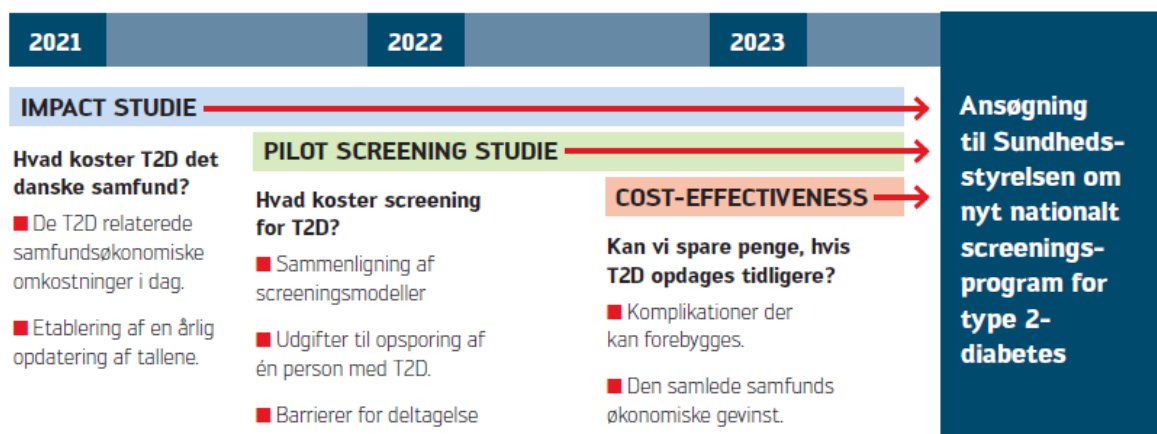 2021
2022
2023
IMPACT STUDIE
Hvad koster T2D det
danske samfund?
De T2D relaterede
samfundsøkonomiske
omkostninger i dag.
Etablering af en årlig
opdatering af tallene.
PILOT SCREENING STUDIE
Hvad koster screening
for T2D?
Sammenligning af
screeningsmodeller
Udgifter til opsporing af
én person med T2D.
Barrierer for deltagelse
COST-EFFECTIVENESS
Kan vi spare penge, hvis
T2D opdages tidligere?
Komplikationer der
kan forebygges.
Den samlede samfunds
økonomiske gevinst.
Ansøgning
til Sundheds-
styrelsen om
nyt nationalt
screenings-
program for
type 2-
diabetes